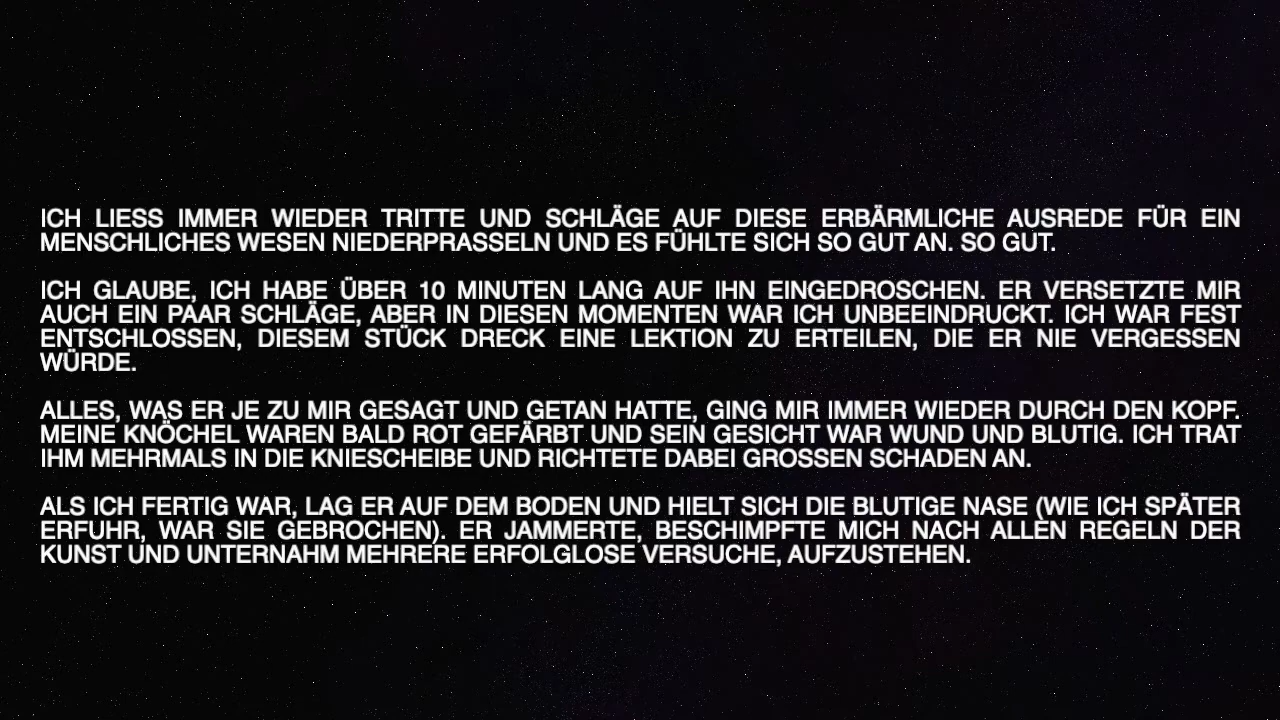 ICH LIESS IMMER WIEDER TRITTE UND SCHLÄGE AUF DIESE ERBÄRMLICHE AUSREDE FÜR EIN
MENSCHLICHES WESEN NIEDERPRASSELN UND ES FÜHLTE SICH SO GUT AN. SO GUT.
ICH GLAUBE, ICH HABE ÜBER 10 MINUTEN LANG AUF IHN EINGEDROSCHEN. ER VERSETZTE MIR
AUCH EIN PAAR SCHLÄGE, ABER IN DIESEN MOMENTEN WAR ICH UNBEEINDRUCKT. ICH WAR FEST
ENTSCHLOSSEN, DIESEM STÜCK DRECK EINE LEKTION ZU ERTEILEN, DIE ER NIE VERGESSEN
WÜRDE.
ALLES, WAS ER JE ZU MIR GESAGT UND GETAN HATTE, GING MIR IMMER WIEDER DURCH DEN KOPF.
MEINE KNÖCHEL WAREN BALD ROT GEFÄRBT UND SEIN GESICHT WAR WUND UND BLUTIG. ICH TRAT
IHM MEHRMALS IN DIE KNIESCHEIBE UND RICHTETE DABEI GROSSEN SCHADEN AN.
ALS ICH FERTIG WAR, LAG ER AUF DEM BODEN UND HIELT SICH DIE BLUTIGE NASE (WIE ICH SPÄTER
ERFUHR, WAR SIE GEBROCHEN). ER JAMMERTE, BESCHIMPFTE MICH NACH ALLEN REGELN DER
KUNST UND UNTERNAHM MEHRERE ERFOLGLOSE VERSUCHE, AUFZUSTEHEN.